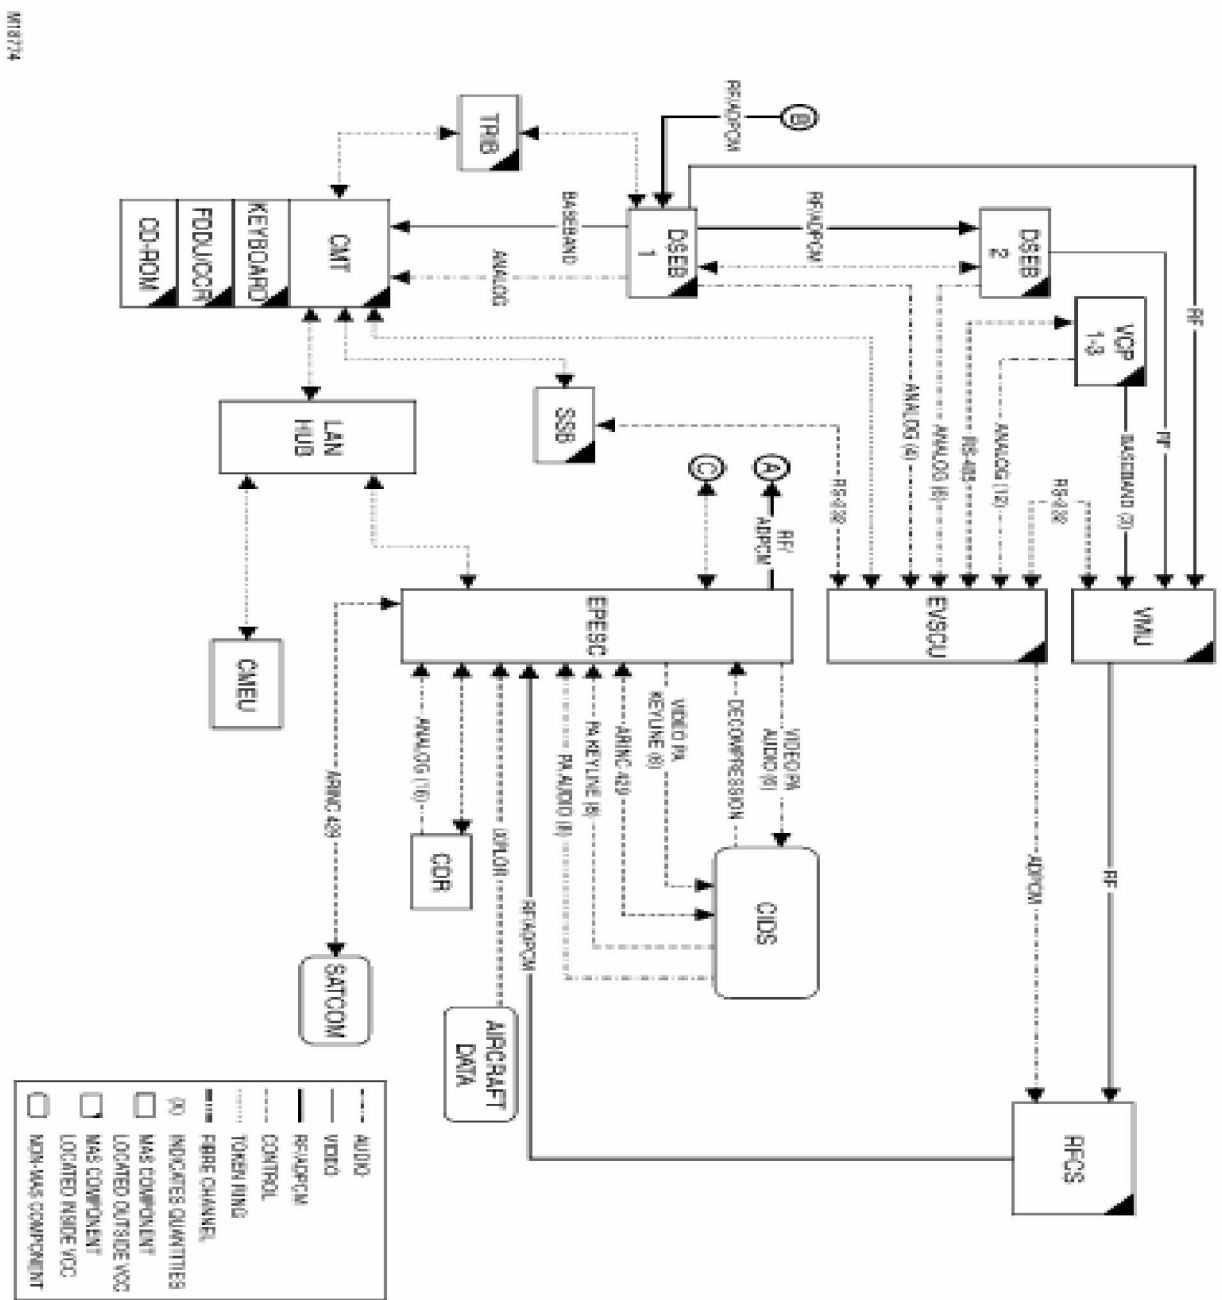 M18774
RF
RF
VMU
RF
RFCS
VCP
1-3
BASEBAND (3)
RS-232
ANALOG (12)
RS-485
DSEB
2
ANALOG (6)
EVSCU
ADPCM
RF/ADPCM
ANALOG (4)
RS-232
B
RF/ADPCM
DSEB
1
A
RF/
ADPCM
C
VIDEO PA
AUDIO (6)
DECOMPRESSION
CIDS
VIDEO PA
KEYLINE (6)
ARINC 429
PA KEYLINE (8)
PA AUDIO (8)
BASEBAND
ANALOG
SSB
EPESC
RF/ADPCM
TRIB
AIRCRAFT
DATA
CDR
ANALOG (16)
CMT
KEYBOARD
FDDU/CCR
CD-ROM
LAN
HUB
CMEU
ARINC 429
SATCOM
AUDIO
VIDEO
RF/ADPCM
CONTROL
TOKEN RING
FIBRE CHANNEL
(X) INDICATES QUANTITIES
MAS COMPONENT
LOCATED OUTSIDE VCC
MAS COMPONENT
LOCATED INSIDE VCC
NON-MAS COMPONENT